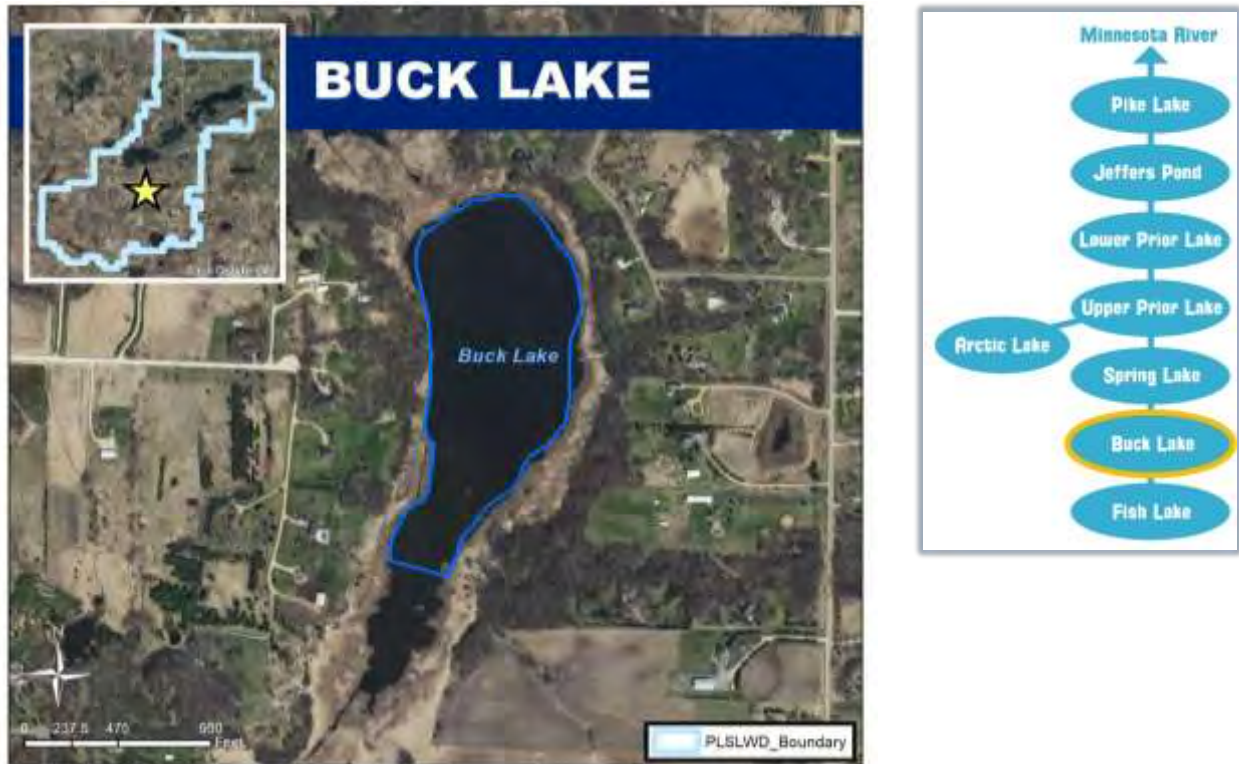 BUCK LAKE
Buck Lake
0 237.5 475 950
Feet
PLSLWD_Boundary
Minnesota River
Pike Lake
Jeffers Pond
Lower Prior Lake
Upper Prior Lake
Arctic Lake
Spring Lake
Buck Lake
Fish Lake